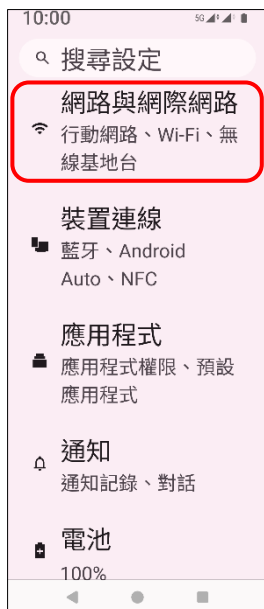 10:00
5G
搜尋設定
網路與網際網路
行動網路、Wi-Fi、無
線基地台
裝置連線
藍牙、Android
Auto、NFC
應用程式
應用程式權限、預設
應用程式
通知
通知記錄、對話
電池
100%